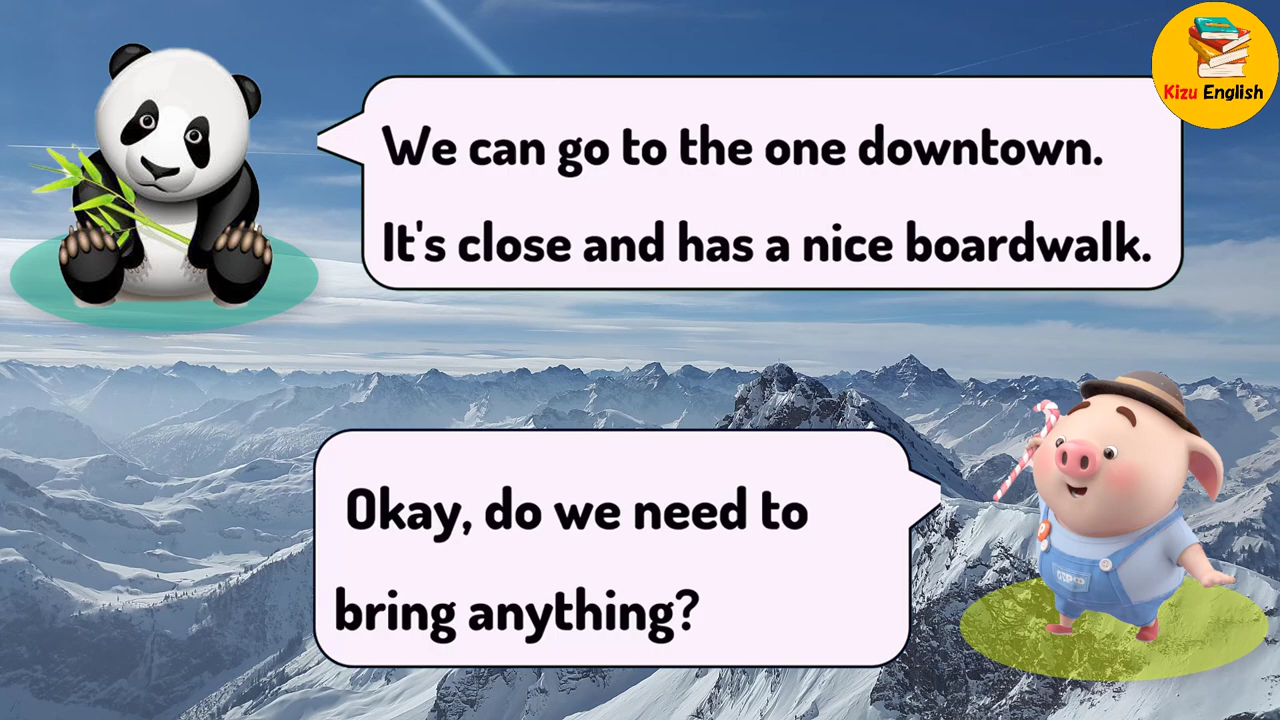 Kizu English
We can go to the one downtown.
It's close and has a nice boardwalk.
Okay, do we need to
bring anything?